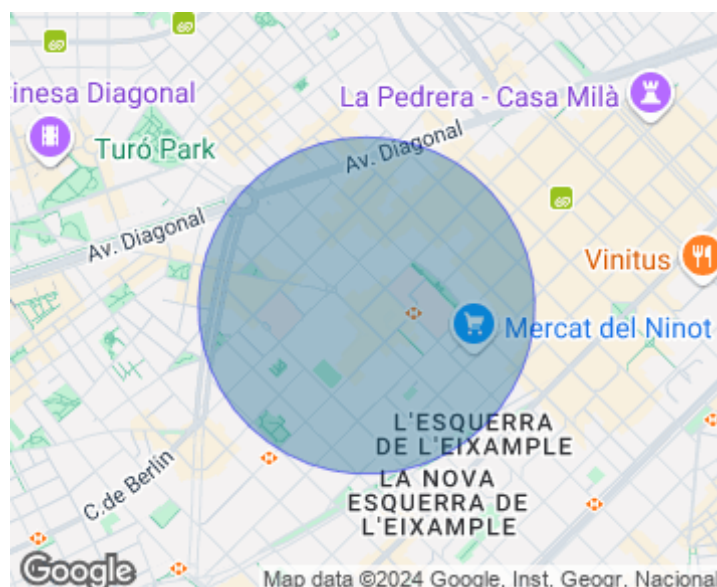 inesa Diagonal
La Pedrera - Casa Milà
Turó Park
Av. Diagonal
Av. Diagonal
Vinitus
Mercat del Ninot
L'ESQUERRA
DE L'EIXAMPLE
LA NOVA
ESQUERRA DE
L'EIXAMPLE
C. de Berlín
Google
Map data ©2024 Google, Inst. Geogr. Nacional